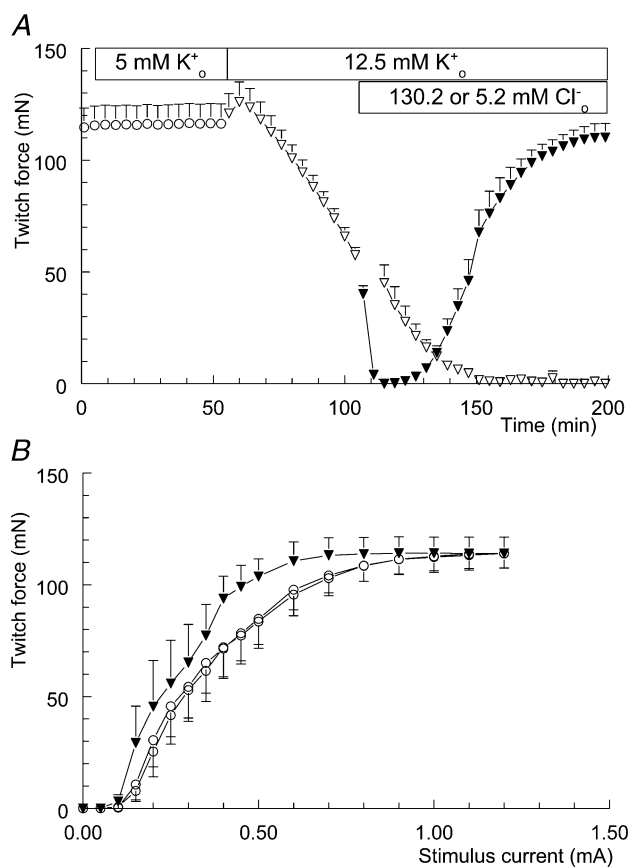 A
150
5 mM K⁺ₒ
12.5 mM K⁺ₒ
130.2 or 5.2 mM Cl⁻ₒ
100
50
0
Twitch force (mN)
0
50
100
150
200
Time (min)
B
150
100
50
0
Twitch force (mN)
0.00
0.50
1.00
1.50
Stimulus current (mA)